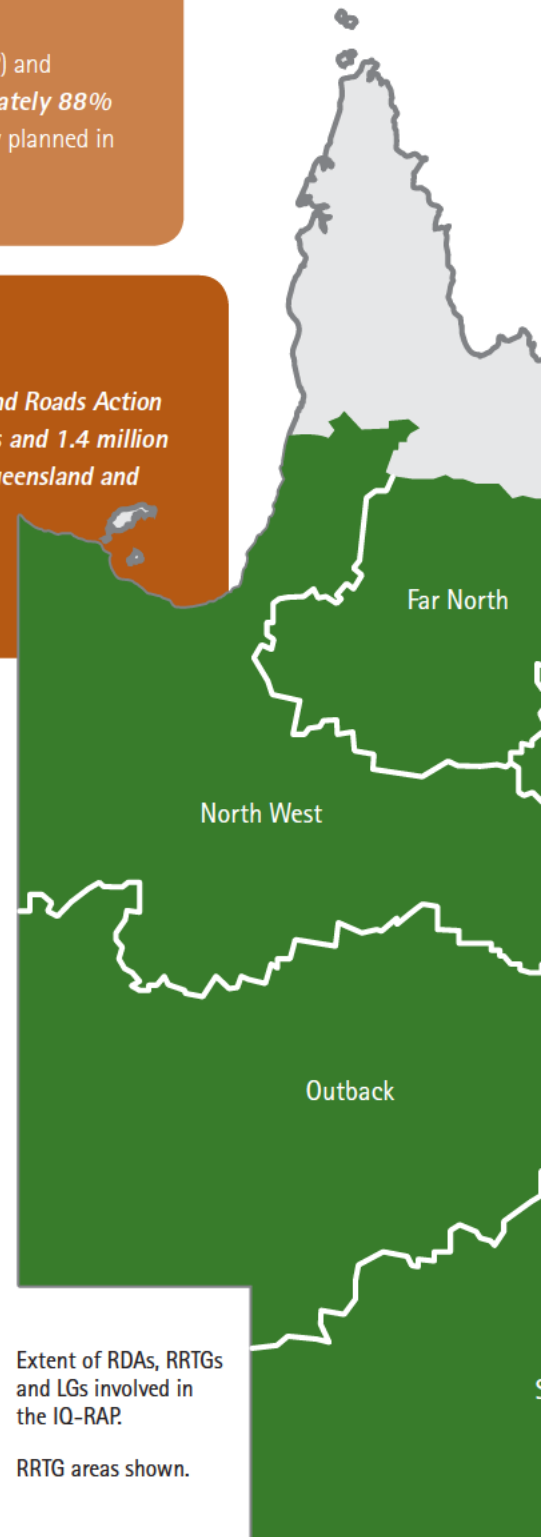 ) and
ately 88%
planned in
nd Roads Action
s and 1.4 million
ueensland and
Far North
North West
Outback
Extent of RDAs, RRTGs
and LGs involved in
the IQ-RAP.
RRTG areas shown.
S